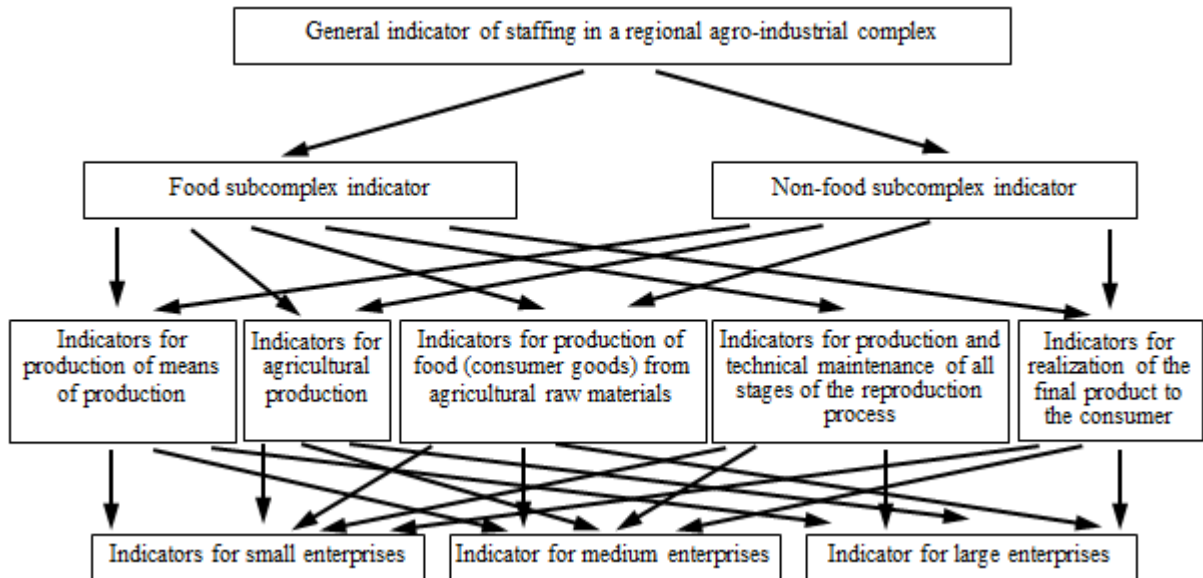 General indicator of staffing in a regional agro-industrial complex
Food subcomplex indicator
Non-food subcomplex indicator
Indicators for
production of means
of production
Indicators for
agricultural
production
Indicators for production of
food (consumer goods) from
agricultural raw materials
Indicators for production and
technical maintenance of all
stages of the reproduction
process
Indicators for
realization of the
final product to
the consumer
Indicators for small enterprises
Indicator for medium enterprises
Indicator for large enterprises